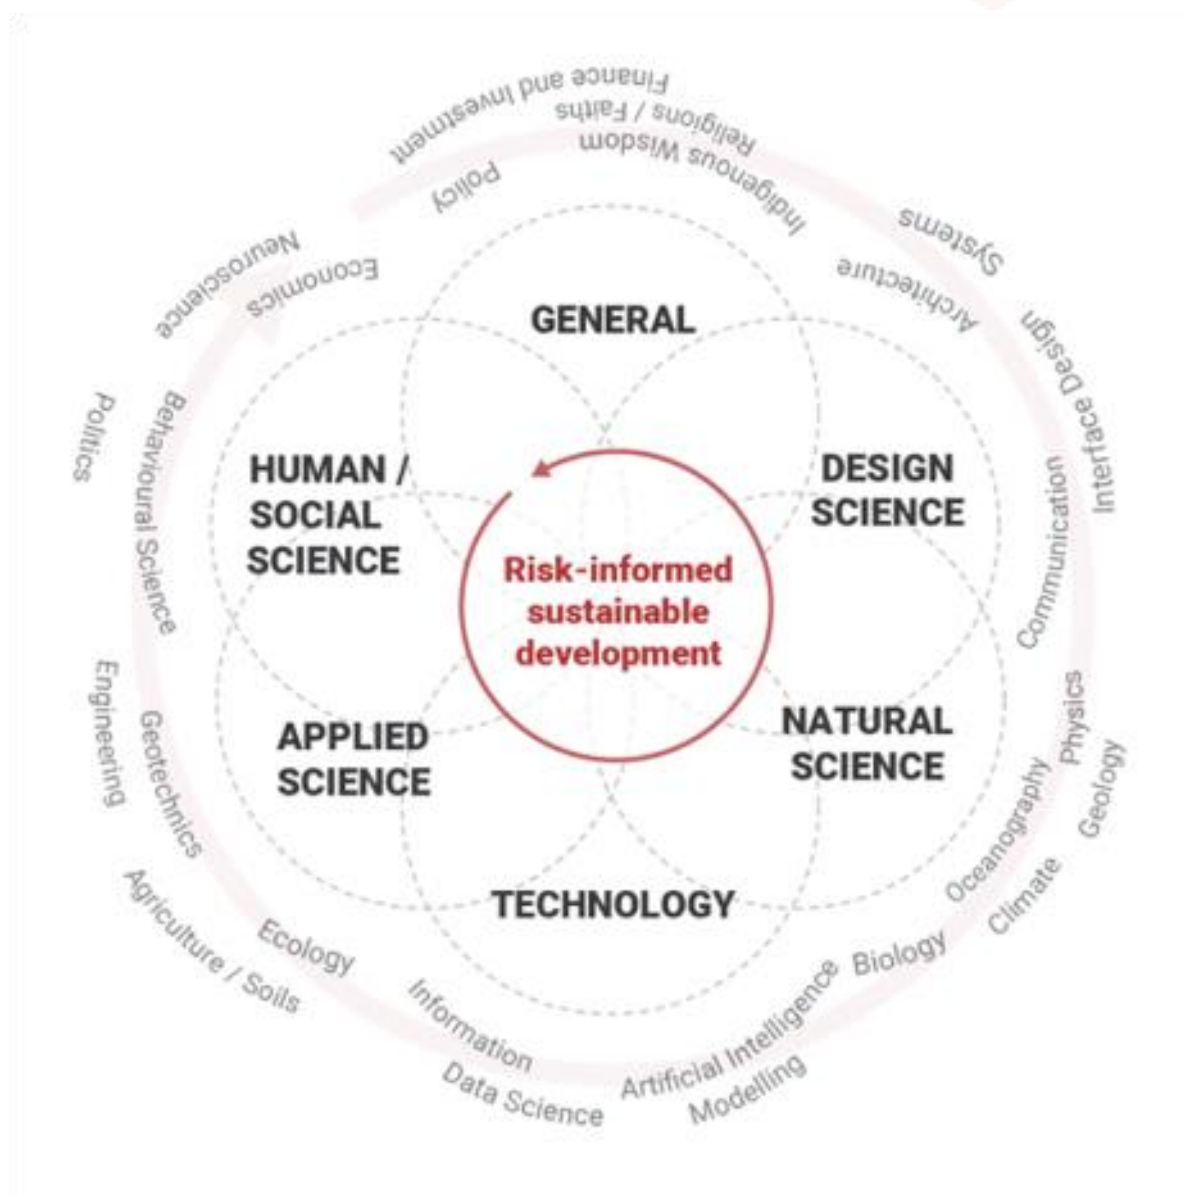 Finance and Investment
Religions / Faiths
Indigenous Wisdom
Policy
Systems
Architecture
Neuroscience
Economics
GENERAL
Interface Design
Communication
Politics
Behavioural Science
HUMAN /
SOCIAL
SCIENCE
DESIGN
SCIENCE
Risk-informed
sustainable
development
Engineering
Geotechnics
APPLIED
SCIENCE
NATURAL
SCIENCE
Physics
Geology
Oceanography
Climate
TECHNOLOGY
Agriculture / Soils
Ecology
Biology
Information
Data Science
Artificial Intelligence
Modelling